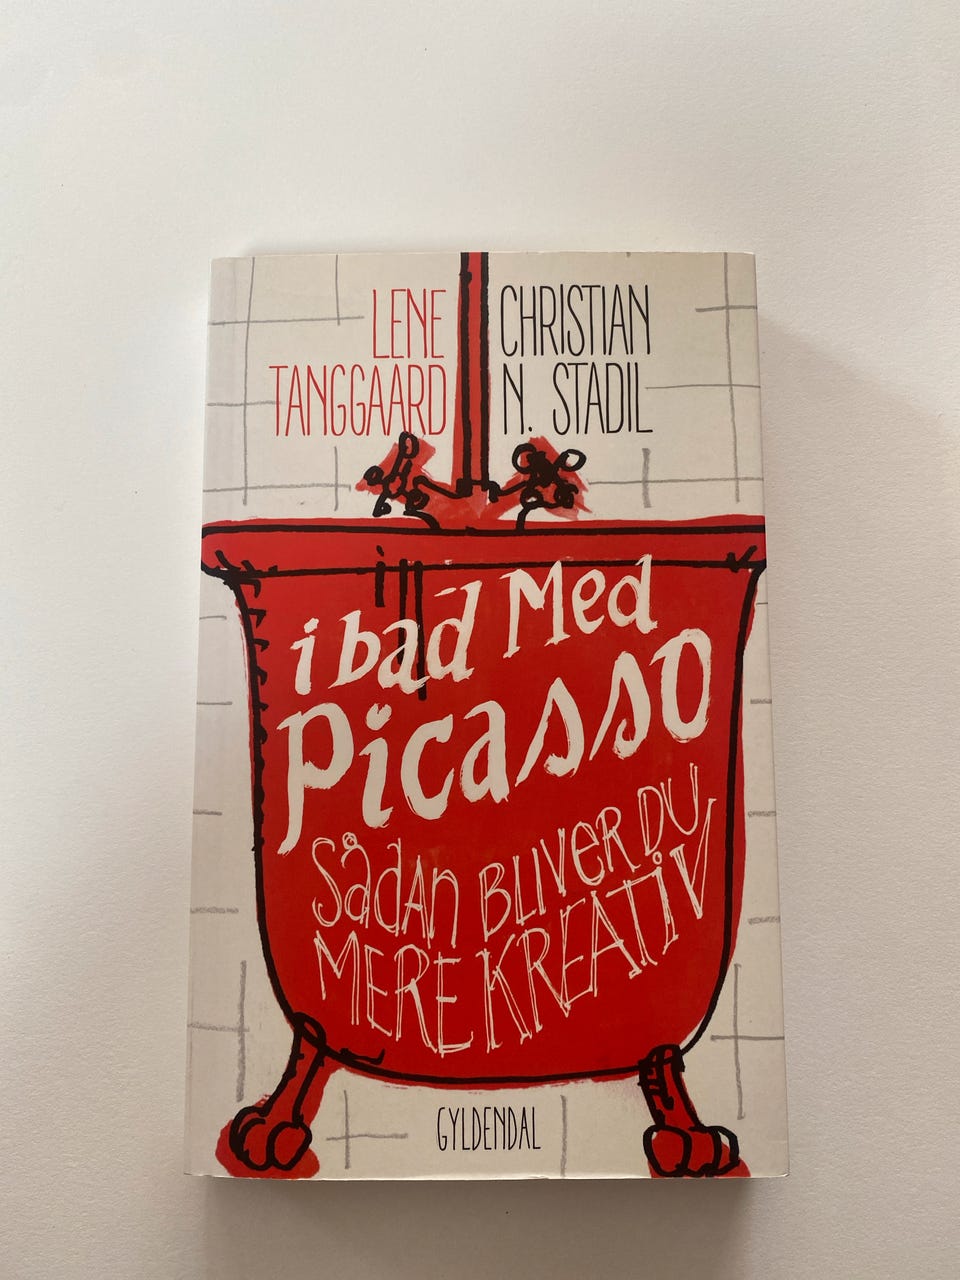 LENE
TANGGAARD
CHRISTIAN
N. STADIL
i bad Med
Picasso
SådAN BLIVER DU
MERE KREATIV
GYLDENDAL